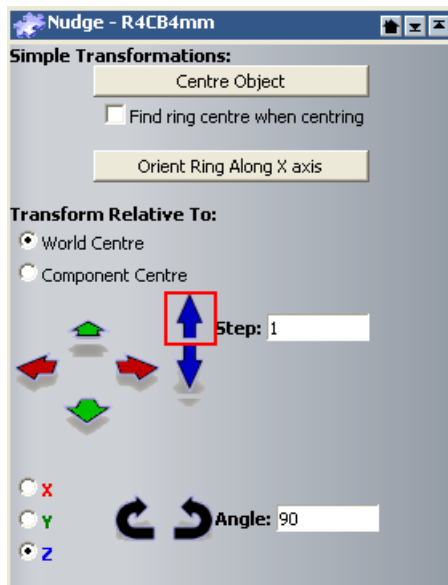 Nudge - R4CB4mm
Simple Transformations:
Centre Object
Find ring centre when centring
Orient Ring Along X axis
Transform Relative To:
World Centre
Component Centre
Step: 1
X
Y
Z
Angle: 90